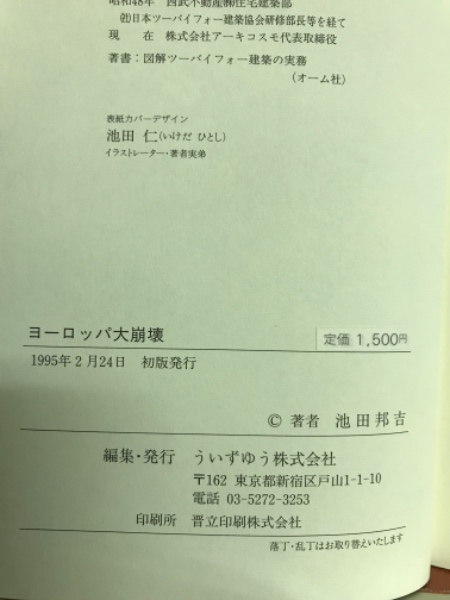 昭和48年 西武不動産㈱住宅建築部
㈳日本ツーバイフォー建築協会研修部長等を経て
現 在 株式会社アーキコスモ代表取締役
著書:図解ツーバイフォー建築の実務
(オーム社)
表紙カバーデザイン
池田 仁(いけだ ひとし)
イラストレーター・著者実弟
ヨーロッパ大崩壊
定価 1,500円
1995年2月24日 初版発行
© 著者 池田邦吉
編集・発行 ういずゆう株式会社
〒162 東京都新宿区戸山1-1-10
電話 03-5272-3253
印刷所 晋立印刷株式会社
落丁・乱丁はお取り替えいたします